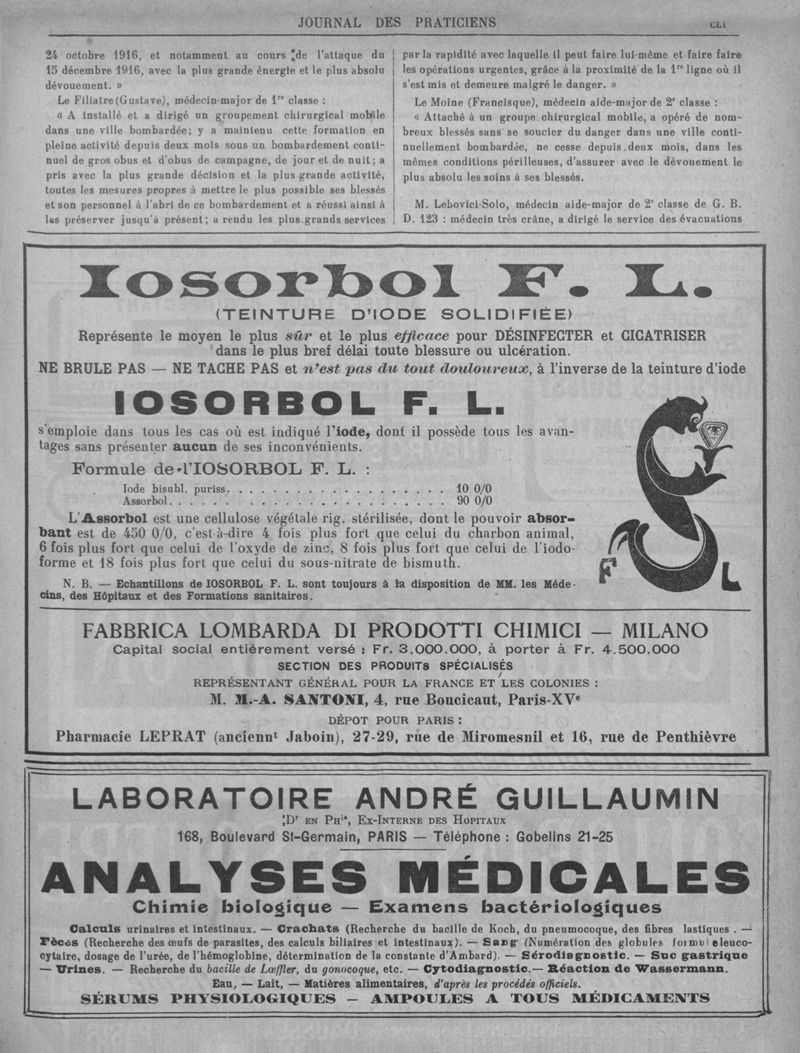 JOURNAL DES PRATICIENS
CLI
24 octobre 1916, et notamment au cours de l'attaque du
15 décembre 1916, avec la plus grande énergie et le plus absolu
dévouement. »
Le Filiatre (Gustave), médecin-major de 1re classe :
« A installé et a dirigé un groupement chirurgical mobile
dans une ville bombardée; y a maintenu cette formation en
pleine activité depuis deux mois sous un bombardement conti-
nuel de gros obus et d'obus de campagne, de jour et de nuit; a
pris avec la plus grande décision et la plus grande activité,
toutes les mesures propres à mettre le plus possible ses blessés
et son personnel à l'abri de ce bombardement et a réussi ainsi à
les préserver jusqu'à présent; a rendu les plus grands services
par la rapidité avec laquelle il peut faire lui-même et faire faire
les opérations urgentes, grâce à la proximité de la 1re ligne où il
s'est mis et demeure malgré le danger. »
Le Moine (Francisque), médecin aide-major de 2e classe :
« Attaché à un groupe chirurgical mobile, a opéré de nom-
breux blessés sans se soucier du danger dans une ville conti-
nuellement bombardée, ne cesse depuis deux mois, dans les
mêmes conditions périlleuses, d'assurer avec le dévouement le
plus absolu les soins à ses blessés.
M. Lebovici-Solo, médecin aide-major de 2e classe de G. B.
D. 123 : médecin très crâne, a dirigé le service des évacuations
Iosorbol F. L.
(TEINTURE D'IODE SOLIDIFIÉE)
Représente le moyen le plus sûr et le plus efficace pour DÉSINFECTER et CICATRISER
dans le plus bref délai toute blessure ou ulcération.
NE BRULE PAS — NE TACHE PAS et n'est pas du tout douloureux, à l'inverse de la teinture d'iode
IOSORBOL F. L.
s'emploie dans tous les cas où est indiqué l'iode, dont il possède tous les avan-
tages sans présenter aucun de ses inconvénients.
Formule de l'IOSORBOL F. L. :
Iode bisubl. puriss. . . . . . . . . . . . . . . . . . . 10 0/0
Assorbol. . . . . . . . . . . . . . . . . . . . . . . . 90 0/0
L'Assorbol est une cellulose végétale rig. stérilisée, dont le pouvoir absor-
bant est de 450 0/0, c'est-à-dire 4 fois plus fort que celui du charbon animal,
6 fois plus fort que celui de l'oxyde de zinc, 8 fois plus fort que celui de l'iodo-
forme et 18 fois plus fort que celui du sous-nitrate de bismuth.
N. B. — Echantillons de IOSORBOL F. L. sont toujours à la disposition de MM. les Méde-
cins, des Hôpitaux et des Formations sanitaires.
F L
FABBRICA LOMBARDA DI PRODOTTI CHIMICI — MILANO
Capital social entièrement versé : Fr. 3.000.000, à porter à Fr. 4.500.000
SECTION DES PRODUITS SPÉCIALISÉS
REPRÉSENTANT GÉNÉRAL POUR LA FRANCE ET LES COLONIES :
M. M.-A. SANTONI, 4, rue Boucicaut, Paris-XVe
DÉPOT POUR PARIS :
Pharmacie LEPRAT (anciennt Jaboin), 27-29, rue de Miromesnil et 16, rue de Penthièvre
LABORATOIRE ANDRÉ GUILLAUMIN
Dr EN Phie, EX-INTERNE DES HOPITAUX
168, Boulevard St-Germain, PARIS — Téléphone : Gobelins 21-25
ANALYSES MÉDICALES
Chimie biologique — Examens bactériologiques
Calculs urinaires et intestinaux. — Crachats (Recherche du bacille de Koch, du pneumocoque, des fibres lastiques . —
Fèces (Recherche des œufs de parasites, des calculs biliaires et intestinaux). — Sang (Numération des globules formule leuco-
cytaire, dosage de l'urée, de l'hémoglobine, détermination de la constante d'Ambard). — Sérodiagnostic. — Suc gastrique
— Urines. — Recherche du bacille de Lœffler, du gonocoque, etc. — Cytodiagnostic. — Réaction de Wassermann.
Eau, — Lait, — Matières alimentaires, d'après les procédés officiels.
SÉRUMS PHYSIOLOGIQUES — AMPOULES A TOUS MÉDICAMENTS